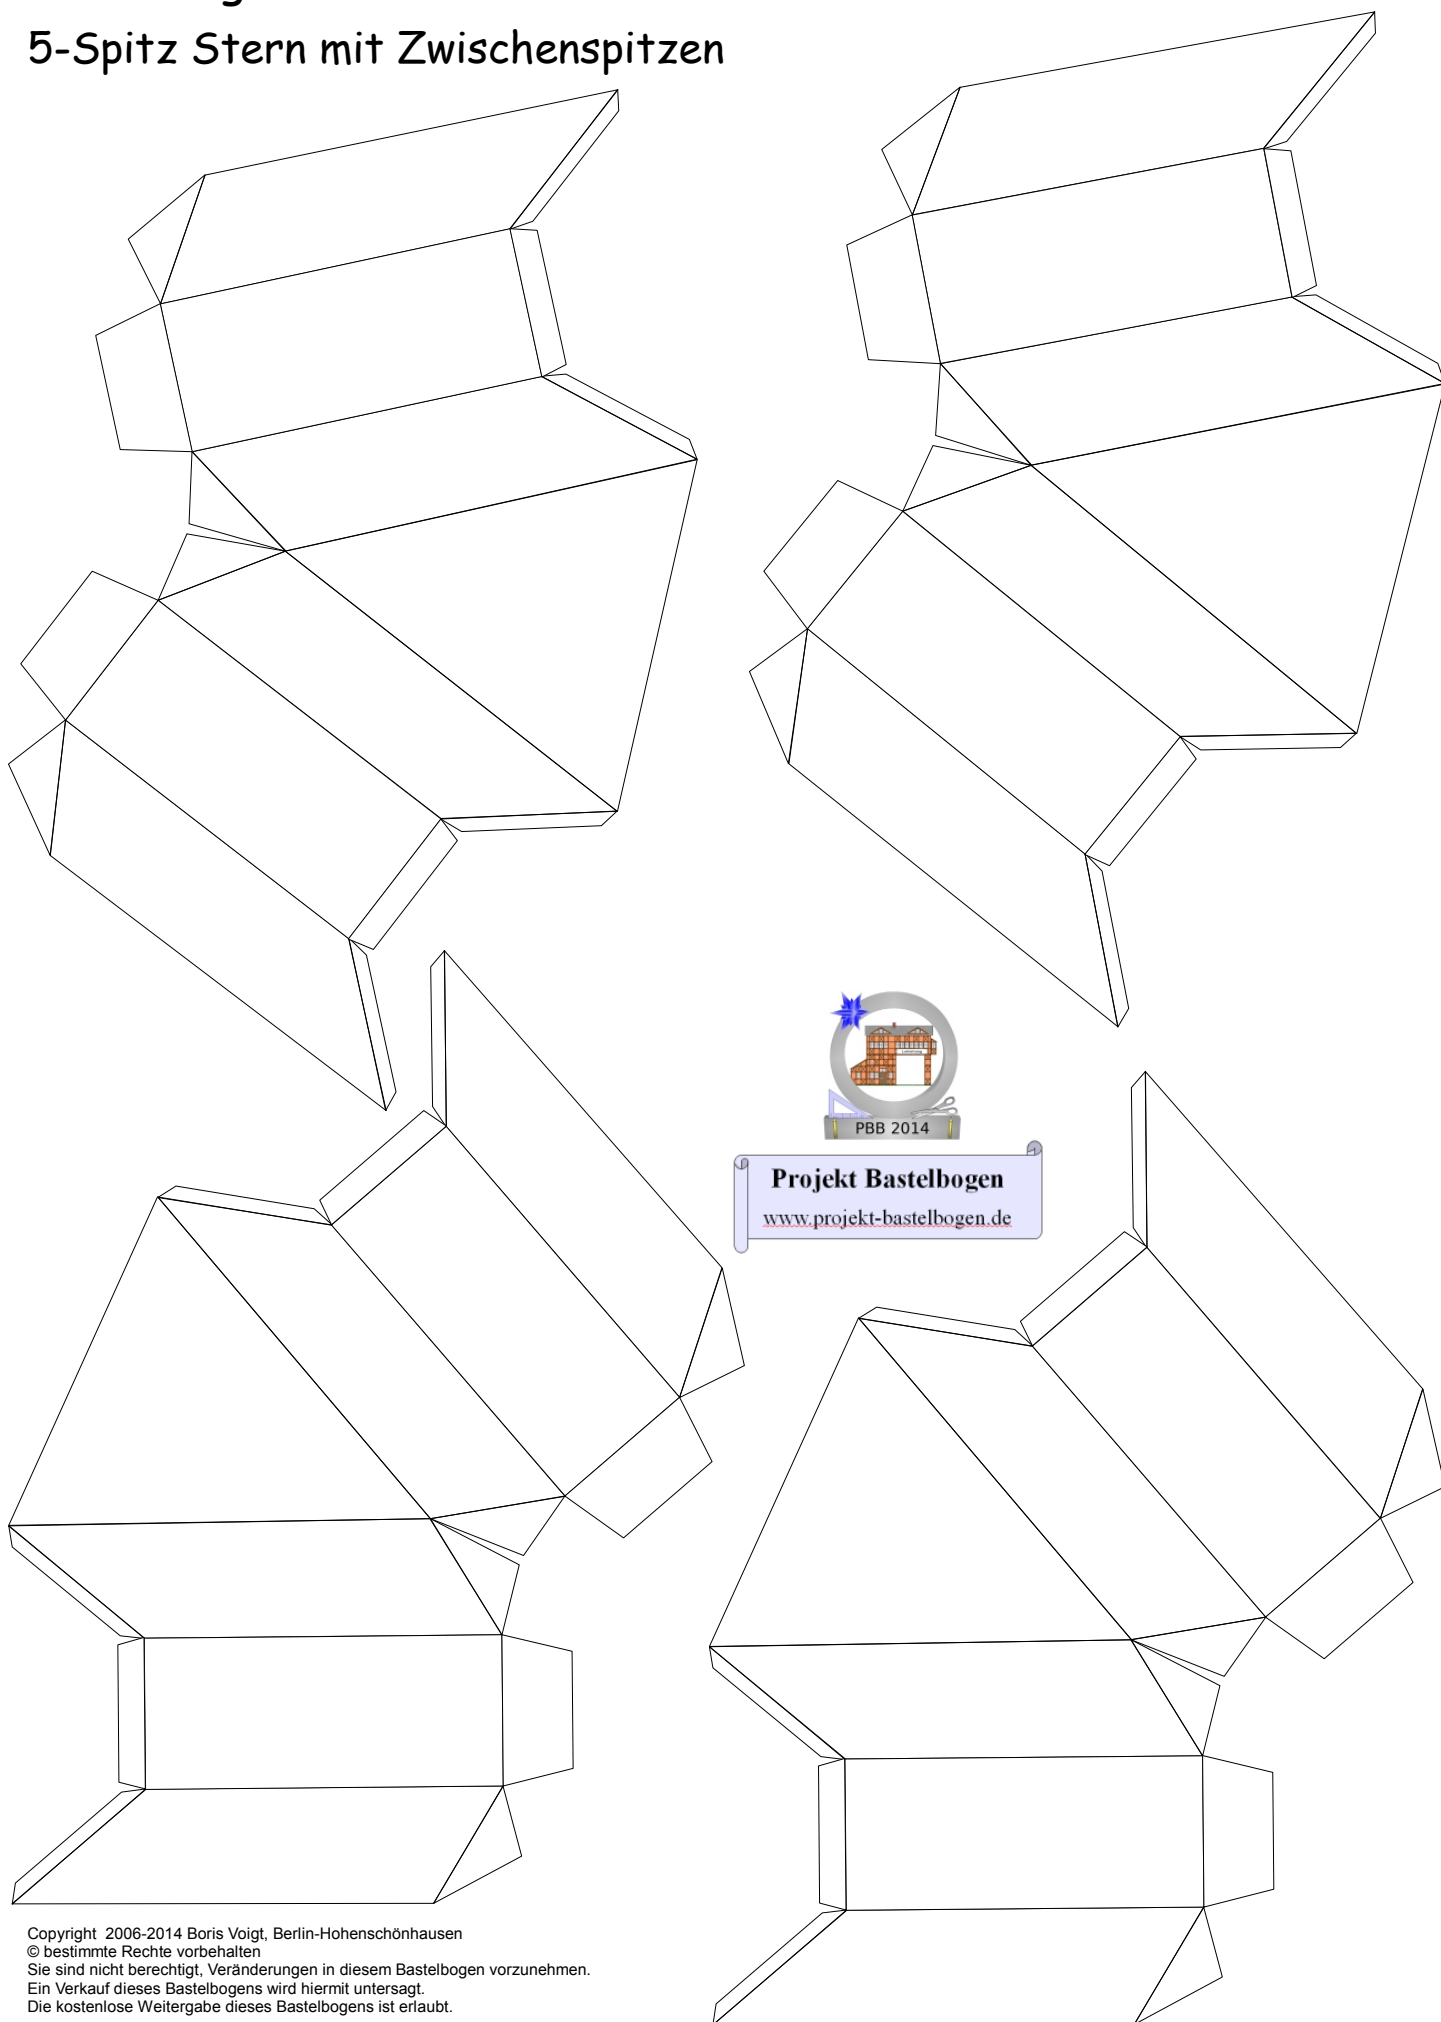 5-Spitz Stern mit Zwischenspitzen
PBB 2014
Projekt Bastelbogen
www.projekt-bastelbogen.de
Copyright 2006-2014 Boris Voigt, Berlin-Hohenschönhausen
© bestimmte Rechte vorbehalten
Sie sind nicht berechtigt, Veränderungen in diesem Bastelbogen vorzunehmen.
Ein Verkauf dieses Bastelbogens wird hiermit untersagt.
Die kostenlose Weitergabe dieses Bastelbogens ist erlaubt.